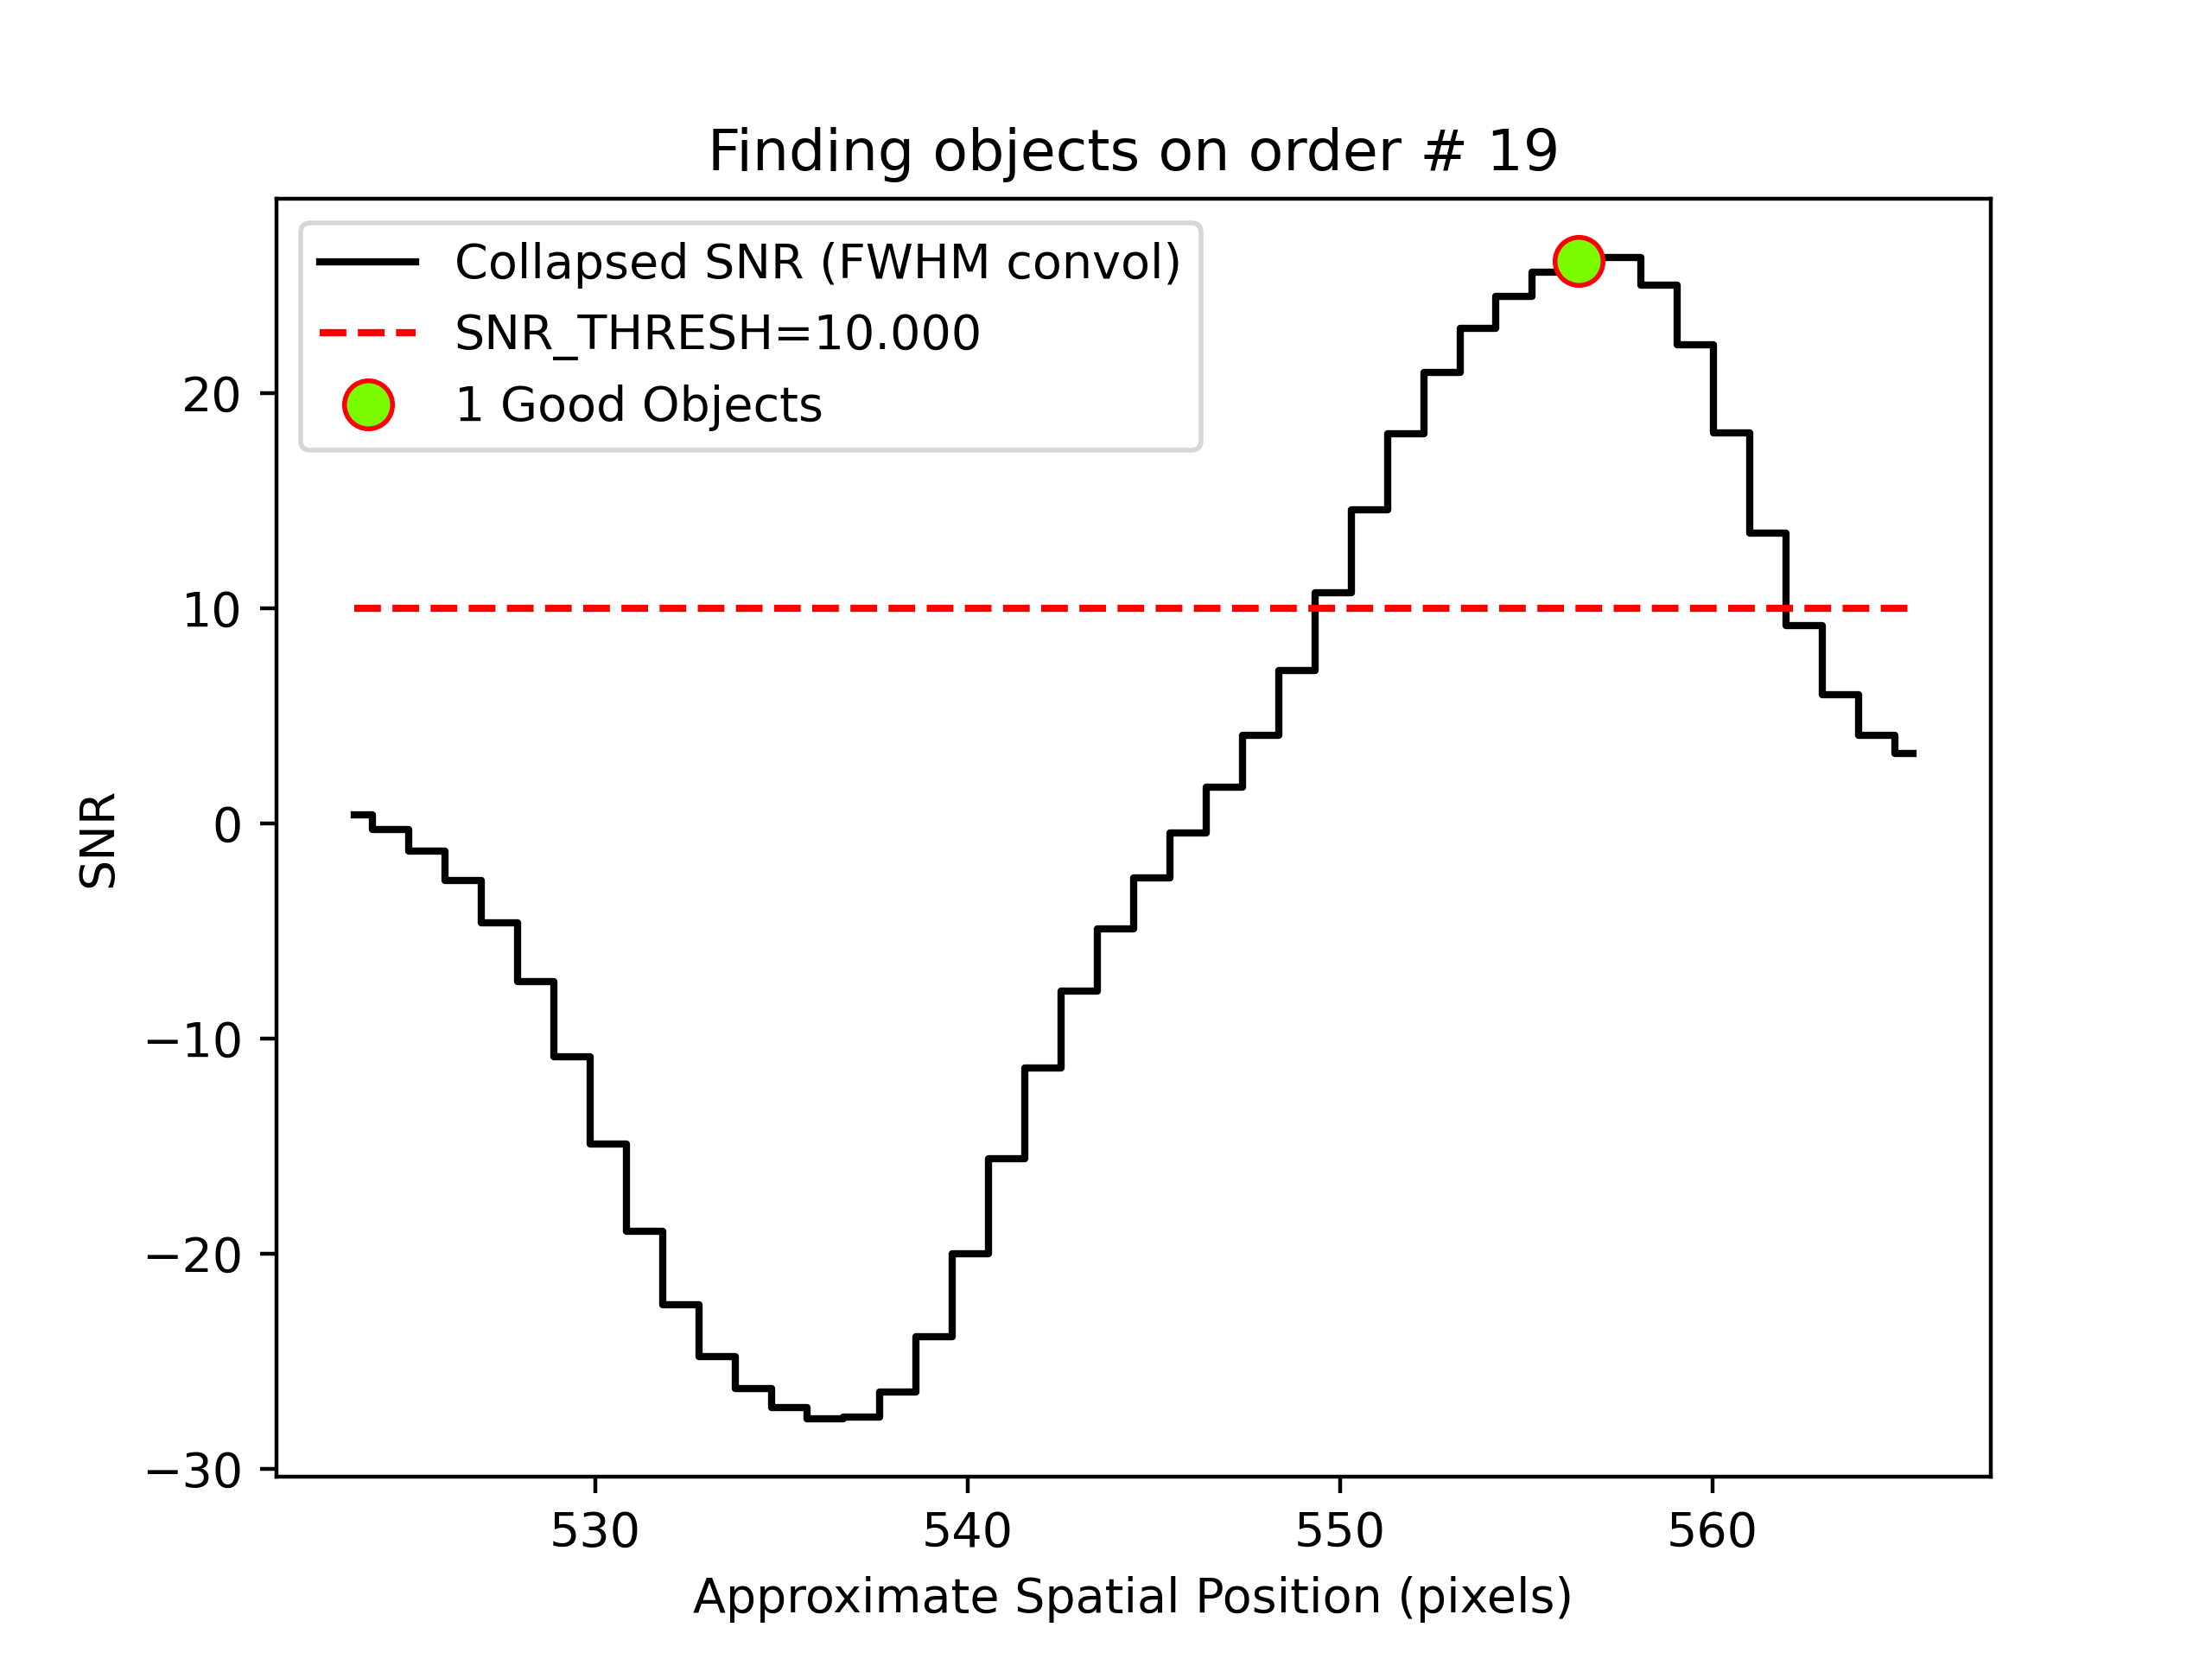 Finding objects on order # 19
Collapsed SNR (FWHM convol)
SNR_THRESH=10.000
1 Good Objects
20
10
0
−10
−20
−30
SNR
530 540 550 560
Approximate Spatial Position (pixels)